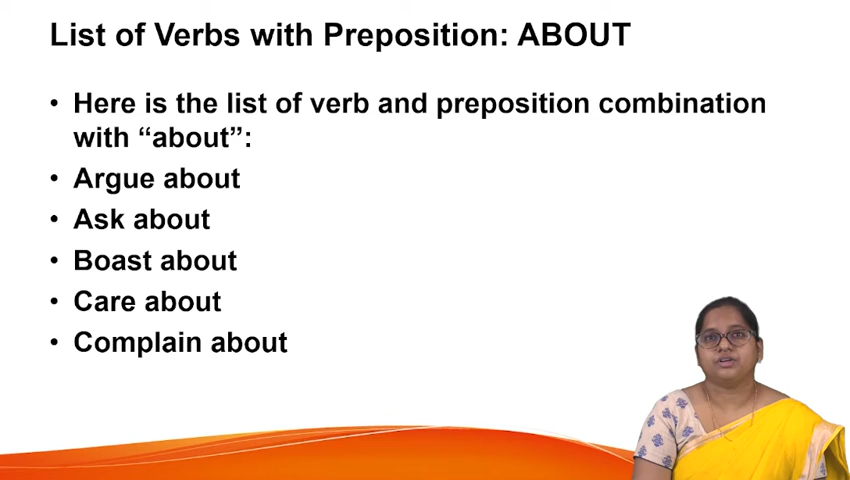 List of Verbs with Preposition: ABOUT
• Here is the list of verb and preposition combination
with “about”:
• Argue about
• Ask about
• Boast about
• Care about
• Complain about